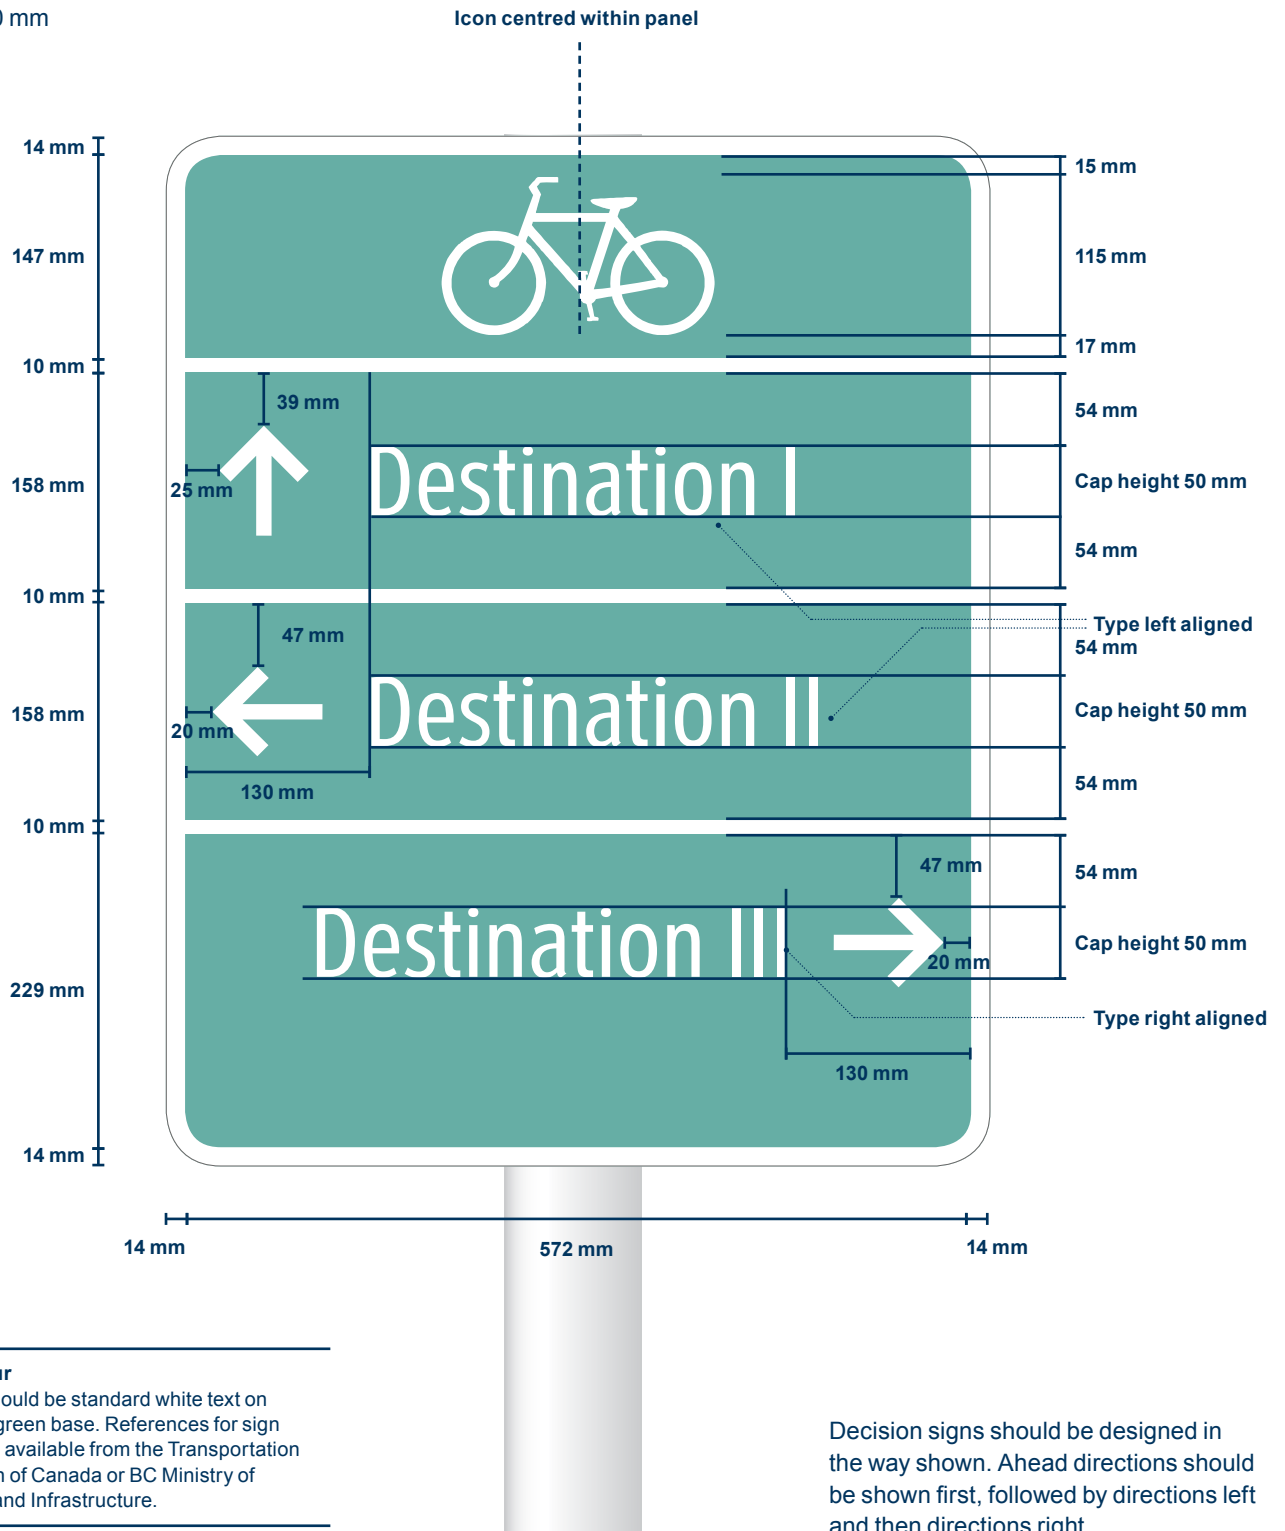 0 mm
Icon centred within panel
14 mm
15 mm
147 mm
115 mm
17 mm
10 mm
39 mm
54 mm
25 mm
158 mm
Destination I
Cap height 50 mm
54 mm
10 mm
Type left aligned
47 mm
54 mm
20 mm
158 mm
Destination II
Cap height 50 mm
130 mm
54 mm
10 mm
47 mm
54 mm
Destination III
20 mm
Cap height 50 mm
229 mm
Type right aligned
130 mm
14 mm
14 mm
572 mm
14 mm
ur
ould be standard white text on
green base. References for sign
available from the Transportation
n of Canada or BC Ministry of
and Infrastructure.
Decision signs should be designed in
the way shown. Ahead directions should
be shown first, followed by directions left
and then directions right